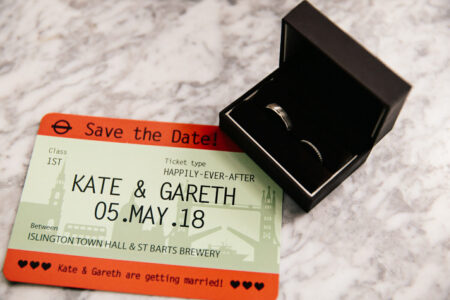 Save the Date!
Class
1ST
Ticket type
HAPPILY-EVER-AFTER
KATE & GARETH
05.MAY.18
Between
ISLINGTON TOWN HALL & ST BARTS BREWERY
Kate & Gareth are getting married!